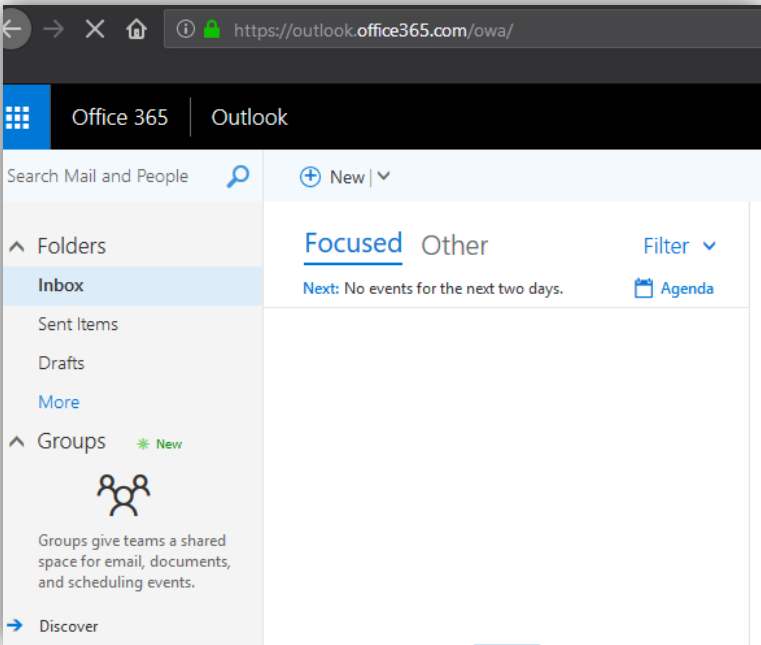 https://outlook.office365.com/owa/
Office 365 Outlook
Search Mail and People
New
Folders
Inbox
Sent Items
Drafts
More
Groups New
Groups give teams a shared
space for email, documents,
and scheduling events.
Discover
Focused Other Filter
Next: No events for the next two days. Agenda